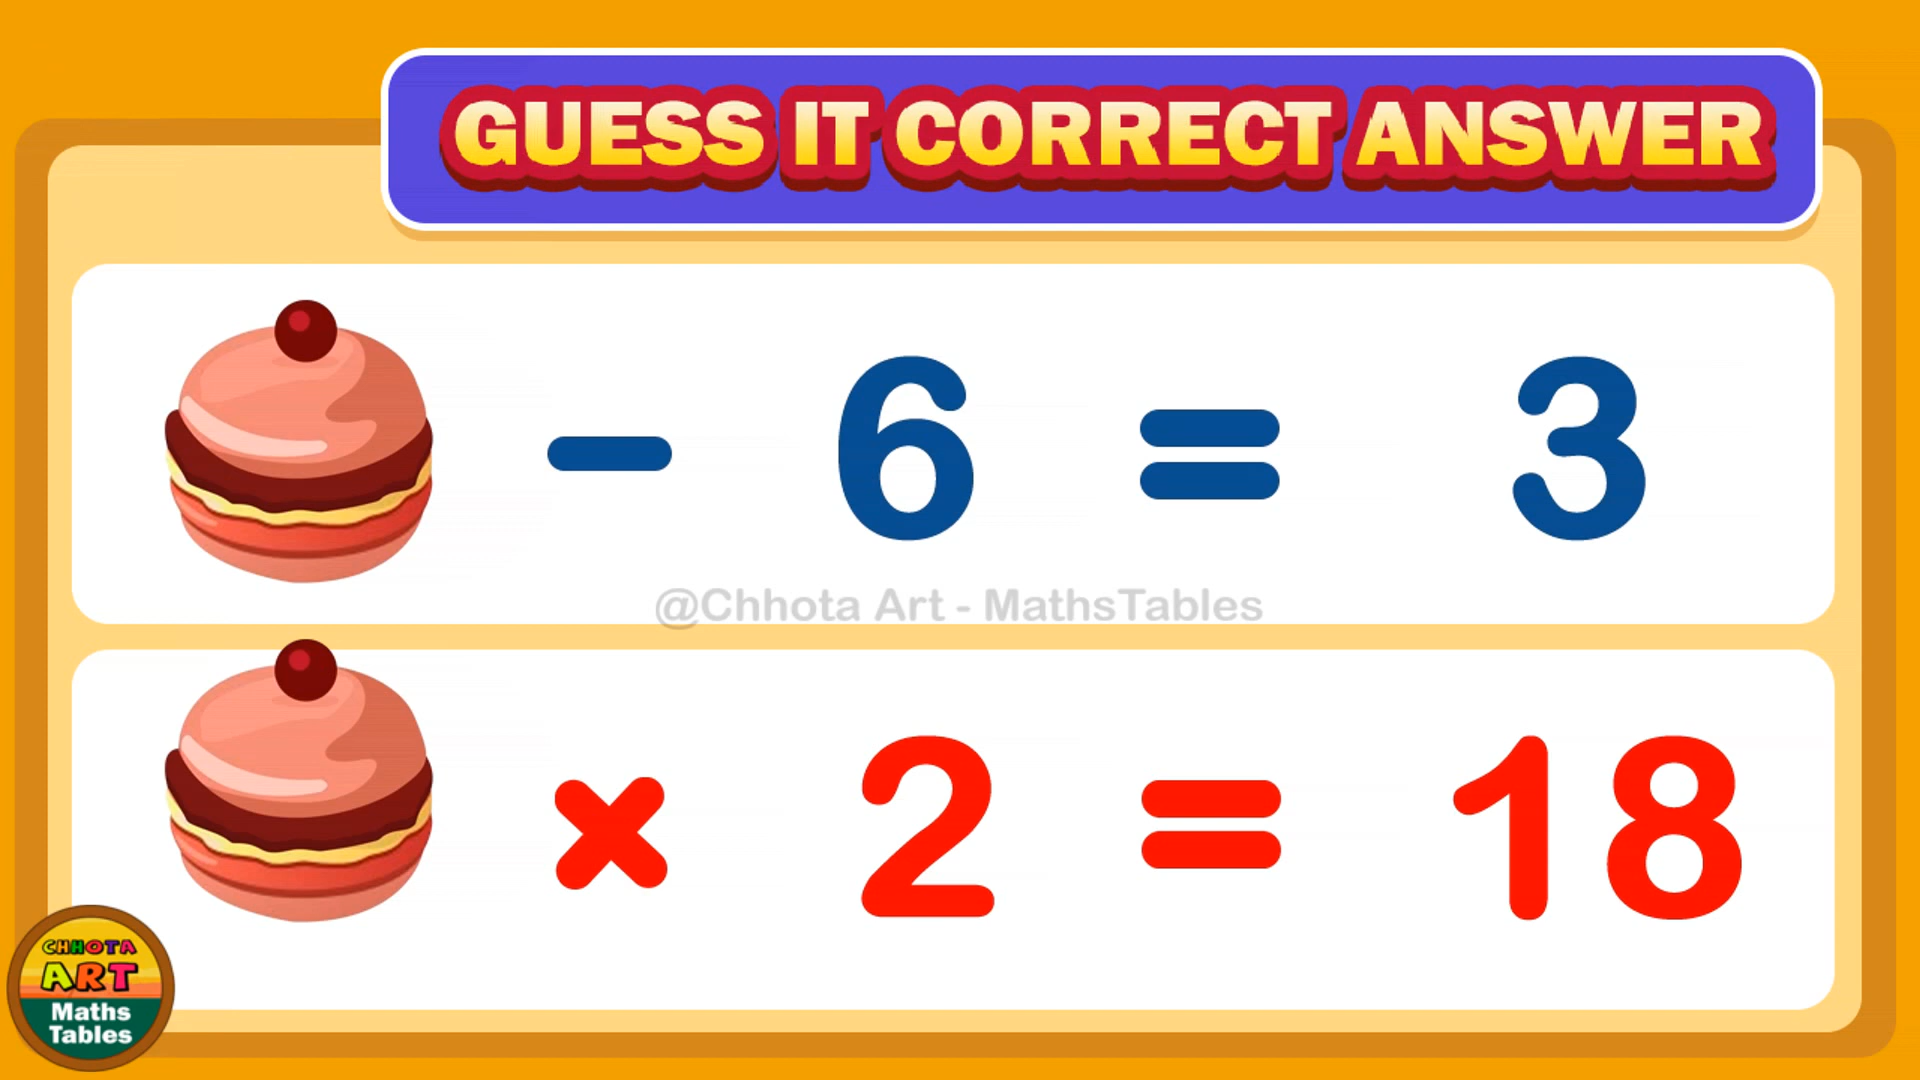 GUESS IT CORRECT ANSWER
- 6 = 3
@Chhota Art - MathsTables
× 2 = 18
CHHOTA
ART
Maths
Tables